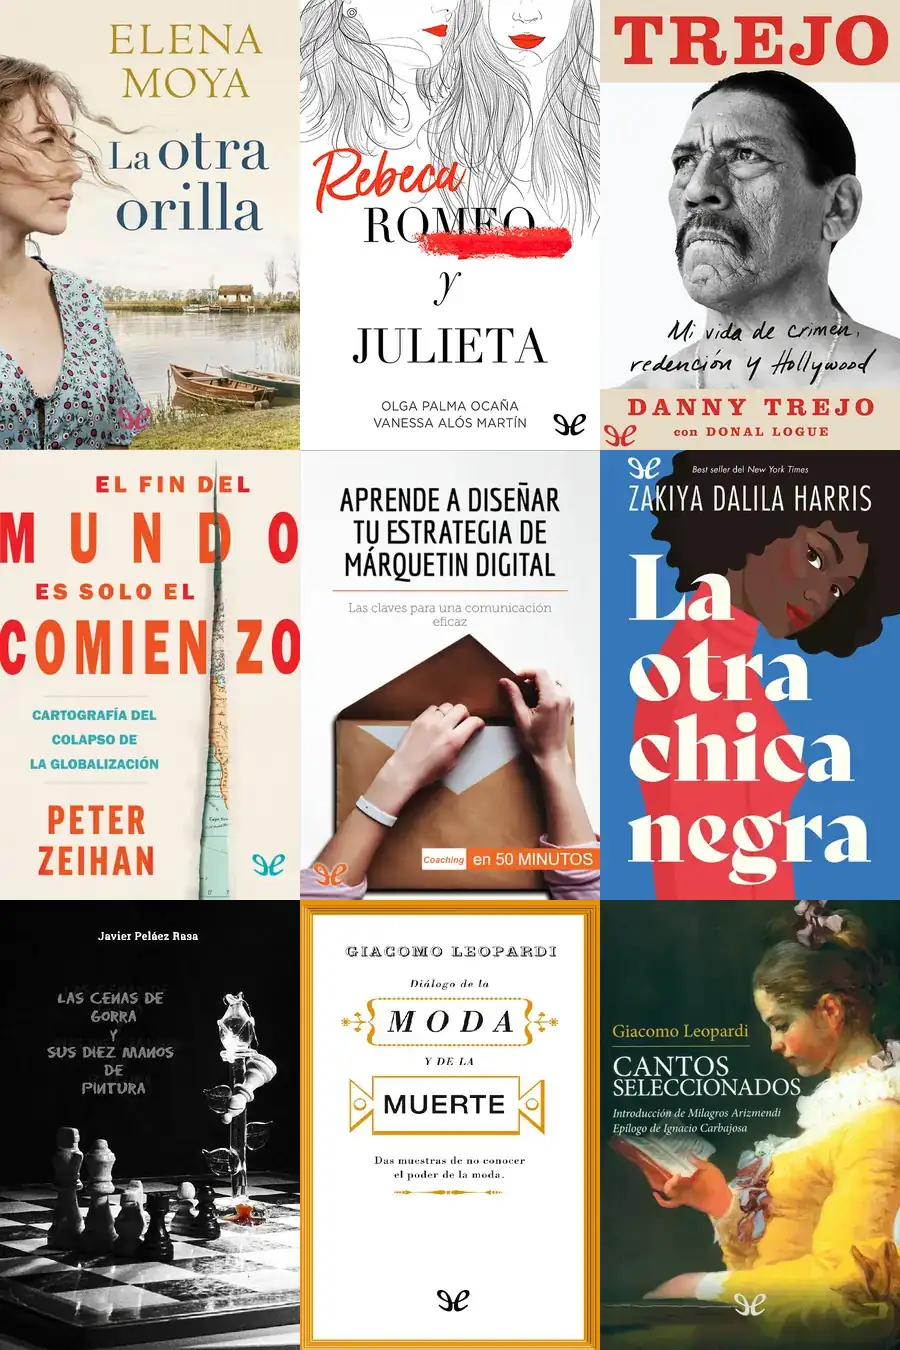 ELENA
MOYA
La otra
orilla
Rebeca
ROMEO
y
JULIETA
OLGA PALMA OCAÑA
VANESSA ALÓS MARTÍN
TREJO
Mi vida de crimen,
redención y Hollywood
DANNY TREJO
con DONAL LOGUE
EL FIN DEL
MUNDO
ES SOLO EL
COMIENZO
CARTOGRAFÍA DEL
COLAPSO DE
LA GLOBALIZACIÓN
PETER
ZEIHAN
APRENDE A DISEÑAR
TU ESTRATEGIA DE
MÁRQUETIN DIGITAL
Las claves para una comunicación
eficaz
Coaching en 50 MINUTOS
Best seller del New York Times
ZAKIYA DALILA HARRIS
La
otra
chica
negra
Javier Peláez Rasa
LAS CENAS DE
GORRA
Y
SUS DIEZ MANOS
DE
PINTURA
GIACOMO LEOPARDI
Diálogo de la
MODA
Y DE LA
MUERTE
Das muestras de no conocer
el poder de la moda.
Giacomo Leopardi
CANTOS
SELECCIONADOS
Introducción de Milagros Arizmendi
Epílogo de Ignacio Carbajosa